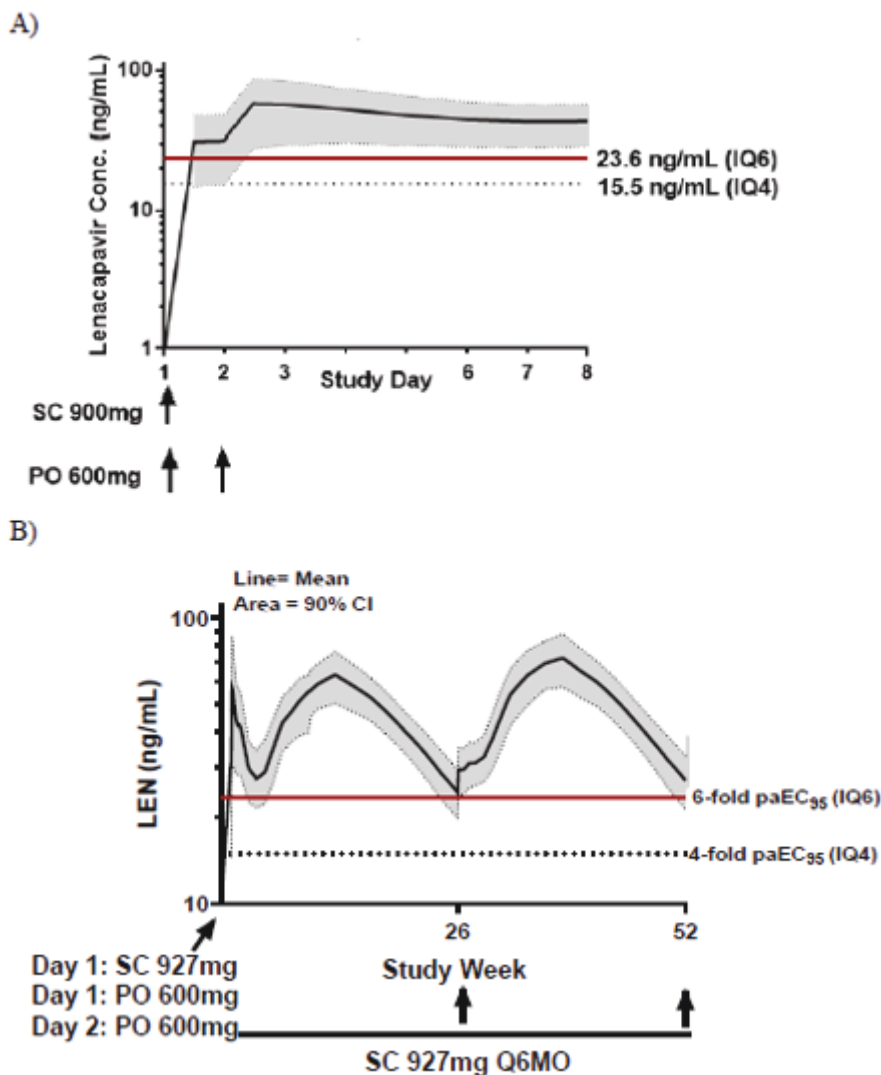 A)
Lenacapavir Conc. (ng/mL)
100
10
1
23.6 ng/mL (IQ6)
15.5 ng/mL (IQ4)
1 2 3 6 7 8
Study Day
SC 900mg
PO 600mg
B)
Line= Mean
Area = 90% CI
LEN (ng/mL)
100
10
6-fold paEC95 (IQ6)
4-fold paEC95 (IQ4)
26 52
Study Week
Day 1: SC 927mg
Day 1: PO 600mg
Day 2: PO 600mg
SC 927mg Q6MO